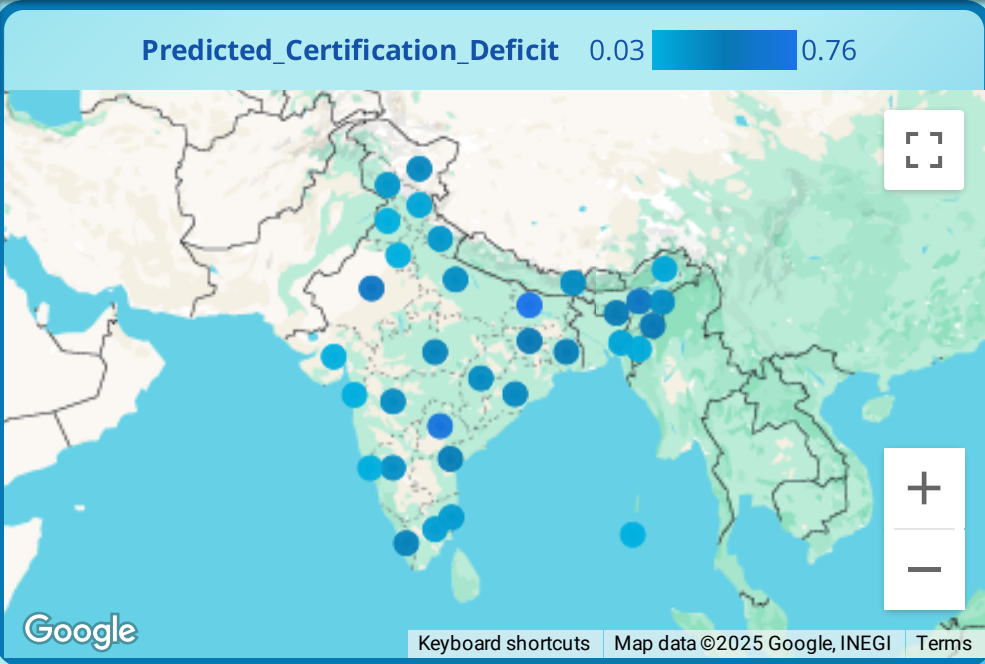 Predicted_Certification_Deficit 0.03 0.76
+
−
Google
Keyboard shortcuts Map data ©2025 Google, INEGI Terms